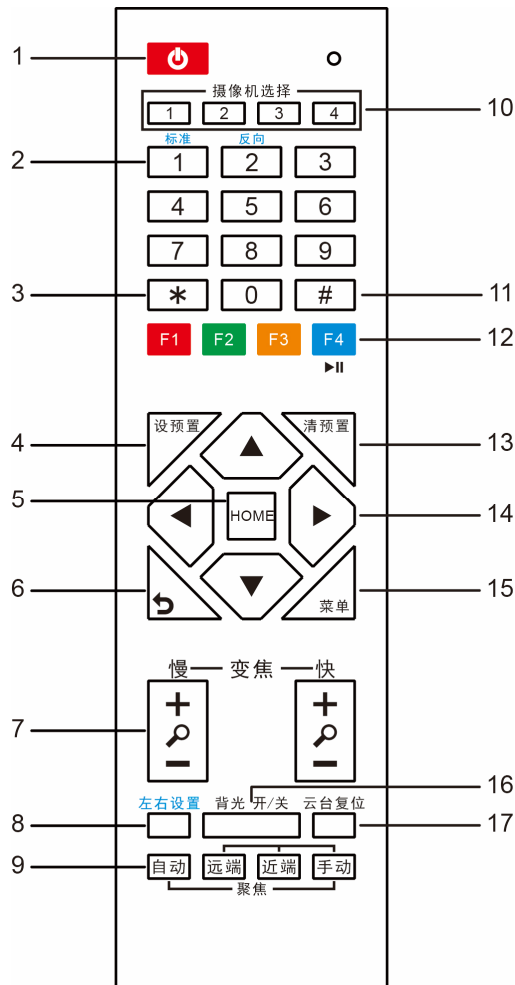 1
摄像机选择
1 2 3 4 10
标准 反向
2 1 2 3
4 5 6
7 8 9
3 * 0 # 11
F1 F2 F3 F4 12
4 设预置 清预置 13
5 HOME 14
6 菜单 15
慢 变焦 快
7 + +
- -
16
左右设置 背光 开/关 云台复位
8 17
9 自动 远端 近端 手动
聚焦